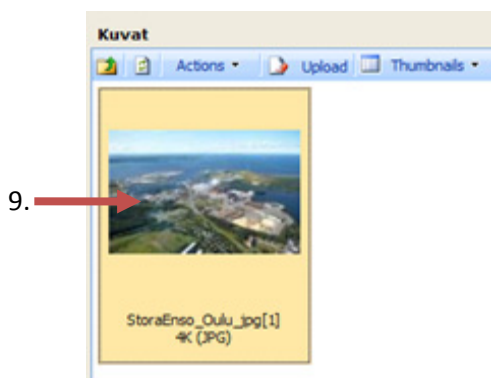 Kuvat
Actions Upload Thumbnails
9.
StoraEnso_Oulu_jpg[1]
4K (JPG)